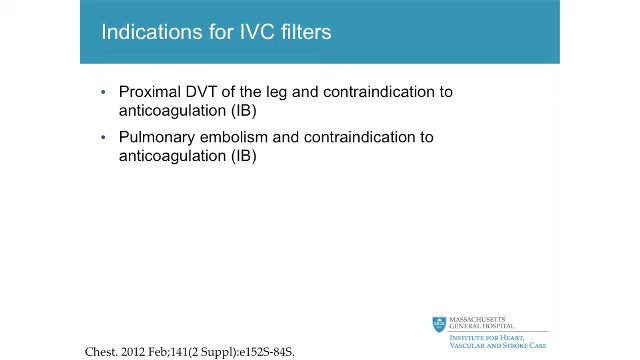 Indications for IVC filters
• Proximal DVT of the leg and contraindication to
anticoagulation (IB)
• Pulmonary embolism and contraindication to
anticoagulation (IB)
MASSACHUSETTS
GENERAL HOSPITAL
INSTITUTE FOR HEART,
VASCULAR AND STROKE CARE
Chest. 2012 Feb;141(2 Suppl):e152S-84S.